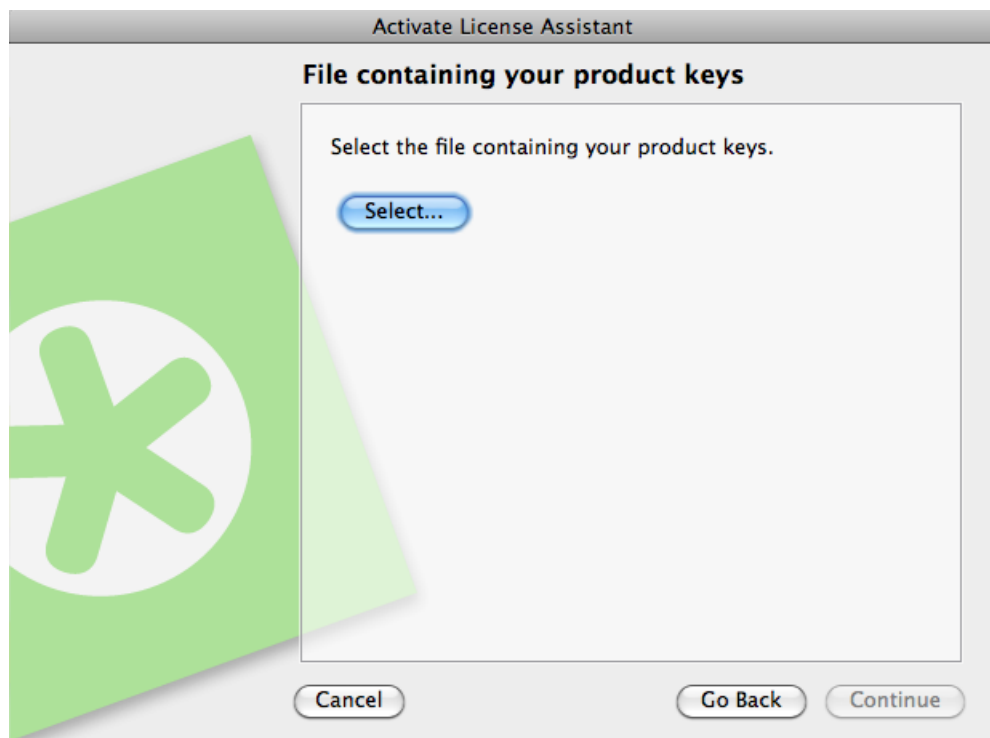 Activate License Assistant
File containing your product keys
Select the file containing your product keys.
Select...
Cancel
Go Back
Continue